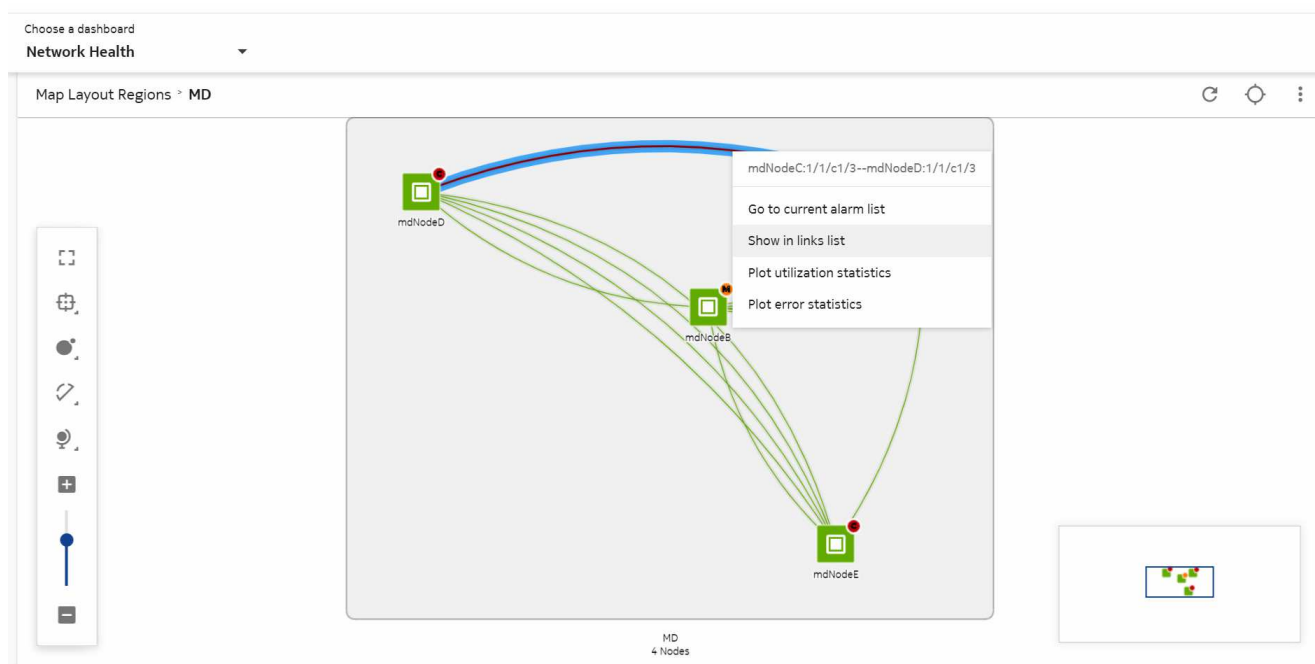 Choose a dashboard
Network Health
Map Layout Regions > MD
mdNodeC:1/1/c1/3--mdNodeD:1/1/c1/3
C
Go to current alarm list
mdNodeD
Show in links list
Plot utilization statistics
M
Plot error statistics
mdNodeB
C
mdNodeE
MD
4 Nodes